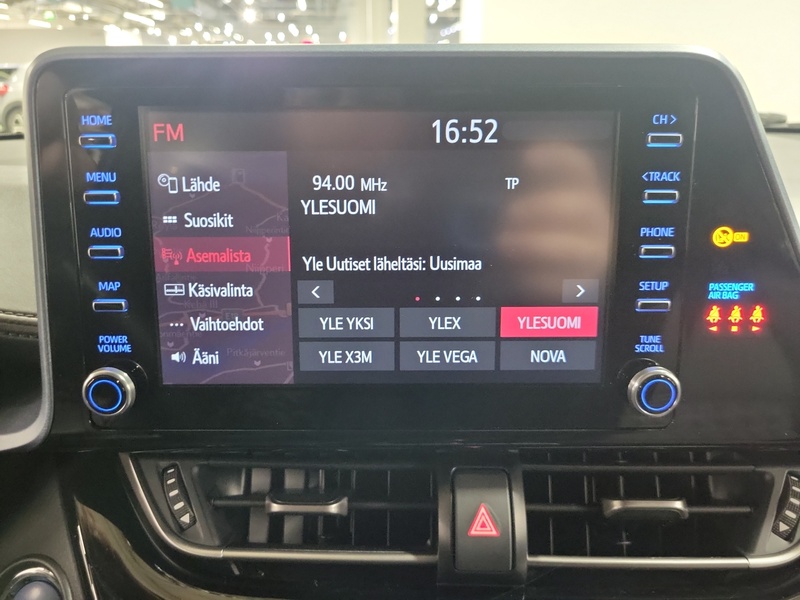 HOME
MENU
AUDIO
MAP
POWER
VOLUME
FM
16:52
Lähde
Suosikit
Asemalista
Käsivalinta
Vaihtoehdot
Ääni
94.00 MHz
TP
YLESUOMI
Yle Uutiset läheltäsi: Uusimaa
< >
YLE YKSI
YLEX
YLESUOMI
YLE X3M
YLE VEGA
NOVA
CH >
< TRACK
PHONE
SETUP
TUNE
SCROLL
ON
PASSENGER
AIR BAG